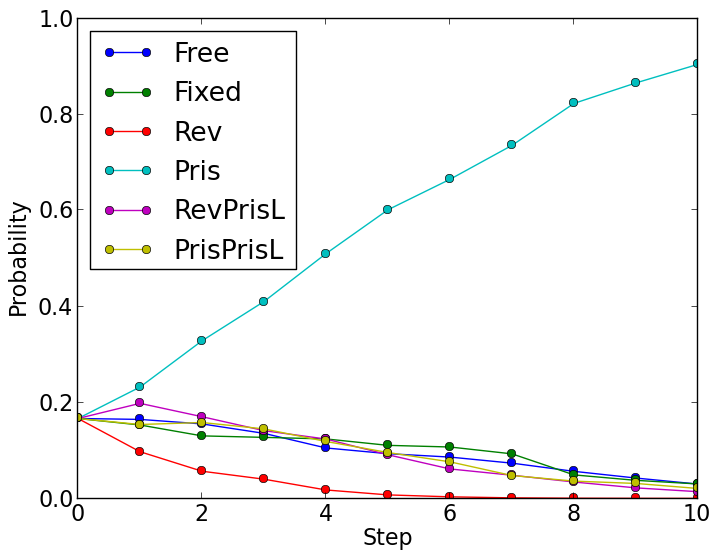 1.0
0.8
0.6
0.4
0.2
0.0
Probability
Free
Fixed
Rev
Pris
RevPrisL
PrisPrisL
0 2 4 6 8 10
Step